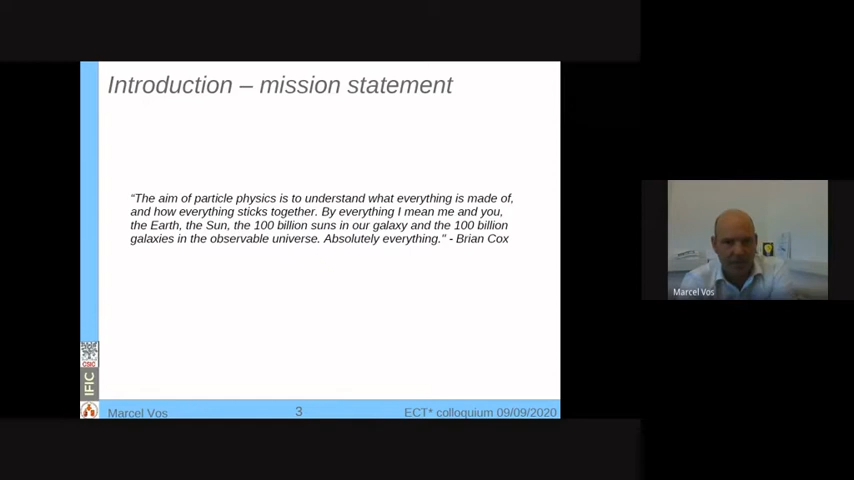 Introduction – mission statement
“The aim of particle physics is to understand what everything is made of,
and how everything sticks together. By everything I mean me and you,
the Earth, the Sun, the 100 billion suns in our galaxy and the 100 billion
galaxies in the observable universe. Absolutely everything.” - Brian Cox
CSIC
IFIC
Marcel Vos
3
ECT* colloquium 09/09/2020
Marcel Vos